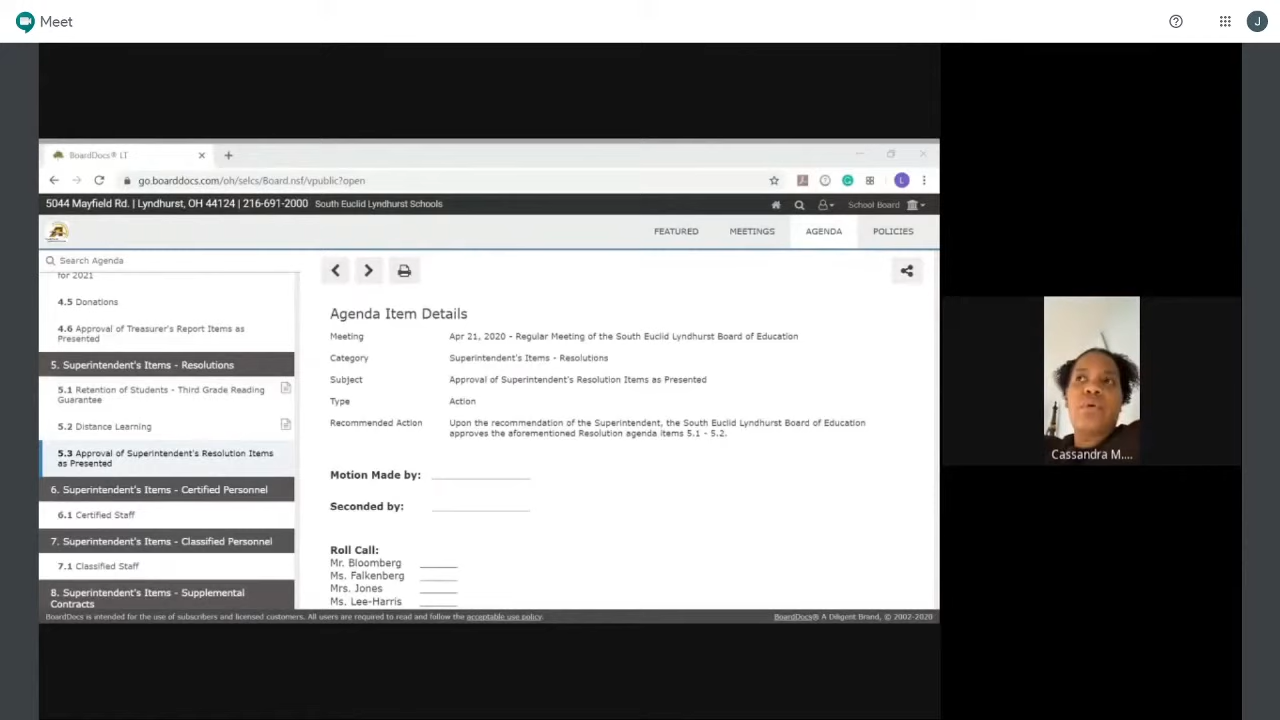 Meet
J
BoardDocs® LT
go.boarddocs.com/oh/selcs/Board.nsf/vpublic?open
L
5044 Mayfield Rd. | Lyndhurst, OH 44124 | 216-691-2000 South Euclid Lyndhurst Schools
School Board
FEATURED MEETINGS AGENDA POLICIES
Search Agenda
for 2021
4.5 Donations
4.6 Approval of Treasurer's Report Items as
Presented
5. Superintendent's Items - Resolutions
5.1 Retention of Students - Third Grade Reading
Guarantee
5.2 Distance Learning
5.3 Approval of Superintendent's Resolution Items
as Presented
6. Superintendent's Items - Certified Personnel
6.1 Certified Staff
7. Superintendent's Items - Classified Personnel
7.1 Classified Staff
8. Superintendent's Items - Supplemental
Contracts
Agenda Item Details
Meeting Apr 21, 2020 - Regular Meeting of the South Euclid Lyndhurst Board of Education
Category Superintendent's Items - Resolutions
Subject Approval of Superintendent's Resolution Items as Presented
Type Action
Recommended Action Upon the recommendation of the Superintendent, the South Euclid Lyndhurst Board of Education
approves the aforementioned Resolution agenda items 5.1 - 5.2.
Motion Made by:
Seconded by:
Roll Call:
Mr. Bloomberg
Ms. Falkenberg
Mrs. Jones
Ms. Lee-Harris
BoardDocs is intended for the use of subscribers and licensed customers. All users are required to read and follow the acceptable use policy.
BoardDocs® A Diligent Brand, © 2002-2020
Cassandra M....